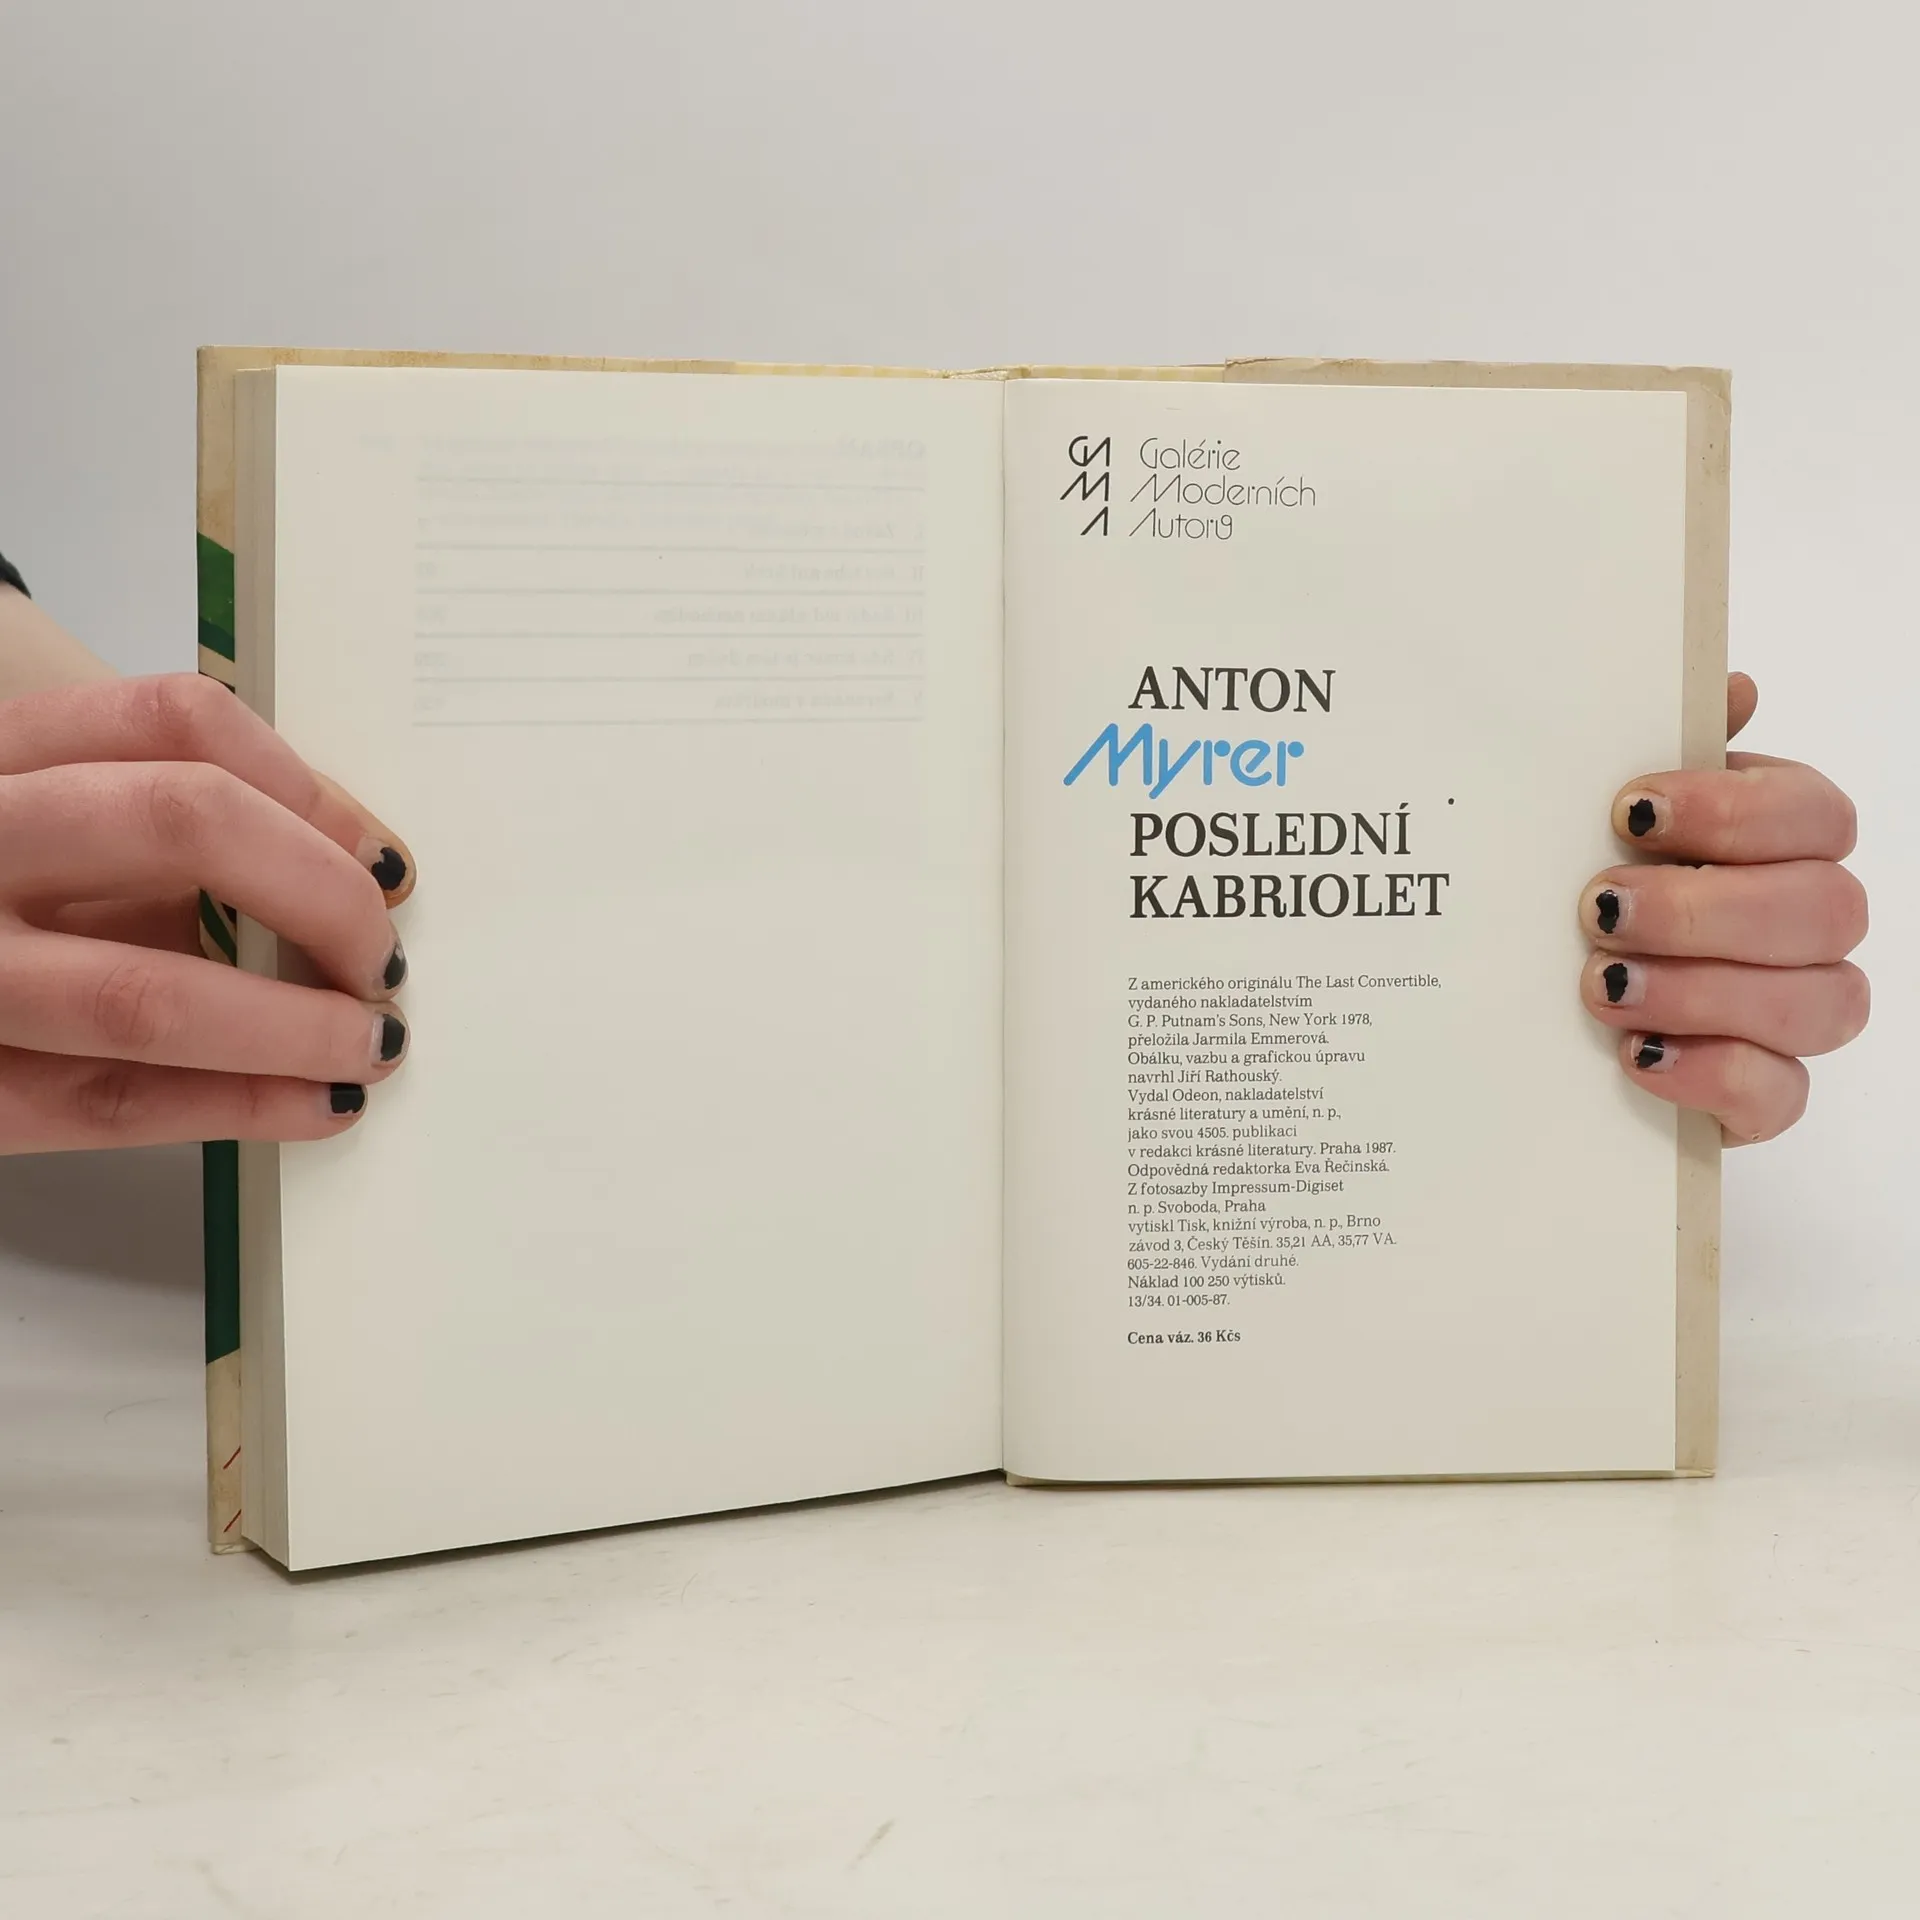 GA
M
A
Galérie
Moderních
Autorů
ANTON
Myrer
POSLEDNÍ
KABRIOLET
Z amerického originálu The Last Convertible,
vydaného nakladatelstvím
G. P. Putnam's Sons, New York 1978,
přeložila Jarmila Emmerová.
Obálku, vazbu a grafickou úpravu
navrhl Jiří Rathouský.
Vydal Odeon, nakladatelství
krásné literatury a umění, n. p.,
jako svou 4505. publikaci
v redakci krásné literatury. Praha 1987.
Odpovědná redaktorka Eva Řečinská.
Z fotosazby Impressum-Digiset
n. p. Svoboda, Praha
vytiskl Tisk, knižní výroba, n. p., Brno
závod 3, Český Těšín. 35,21 AA, 35,77 VA.
605-22-846. Vydání druhé.
Náklad 100 250 výtisků.
13/34. 01-005-87.
Cena váz. 36 Kčs